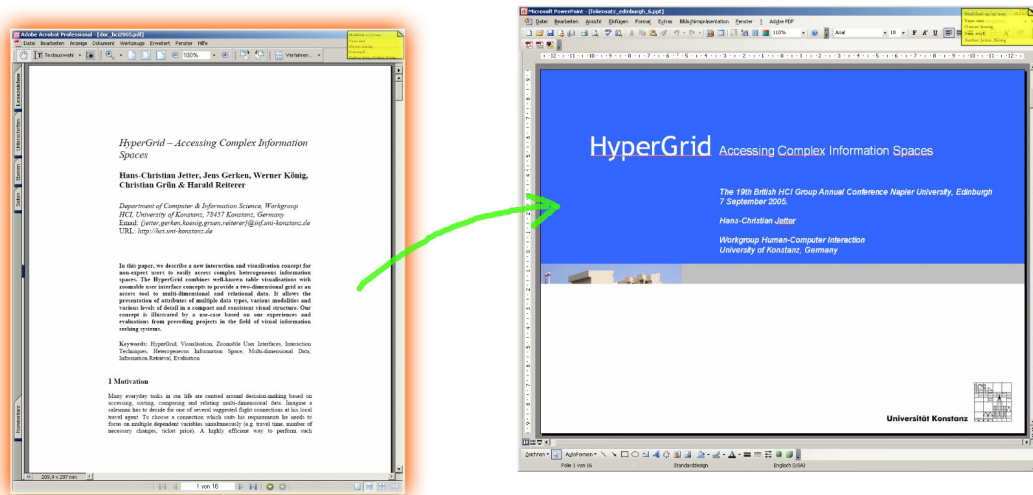 Adobe Acrobat Professional - [doc_hci2005.pdf]
Datei Bearbeiten Anzeige Dokument Werkzeuge Erweitert Fenster Hilfe
Textauswahl 100% Verfahren...
Lesezeichen
Unterschriften
Ebenen
Seiten
Kommentare
HyperGrid – Accessing Complex Information
Spaces
Hans-Christian Jetter, Jens Gerken, Werner König,
Christian Grün & Harald Reiterer
Department of Computer & Information Science, Workgroup
HCI, University of Konstanz, 78457 Konstanz, Germany
Email: {jetter,gerken,koenig,gruen,reiterer}@inf.uni-konstanz.de
URL: http://hci.uni-konstanz.de
In this paper, we describe a new interaction and visualisation concept for
non-expert users to easily access complex heterogeneous information
spaces. The HyperGrid combines well-known table visualisations with
zoomable user interface concepts to provide a two-dimensional grid as an
access tool to multi-dimensional and relational data. It allows the
presentation of attributes of multiple data types, various modalities and
various levels of detail in a compact and consistent visual structure. Our
concept is illustrated by a use-case based on our experiences and
evaluations from preceding projects in the field of visual information
seeking systems.
Keywords: HyperGrid, Visualisation, Zoomable User Interfaces, Interaction
Techniques, Heterogeneous Information Space, Multi-dimensional Data,
Information Retrieval, Evaluation
1 Motivation
Many everyday tasks in our life are centred around decision-making based on
accessing, sorting, comparing and relating multi-dimensional data. Imagine a
salesman has to decide for one of several suggested flight connections at his local
travel agent. To choose a connection which suits his requirements he needs to
focus on multiple dependent variables simultaneously (e.g. travel time, number of
necessary changes, ticket price). A highly efficient way to perform such
209,9 x 297 mm
1 von 16
Microsoft PowerPoint - [foliensatz_edinburgh_6.ppt]
Datei Bearbeiten Ansicht Einfügen Format Extras Bildschirmpräsentation Fenster ? Adobe PDF
110% Arial 18 F K U
HyperGrid Accessing Complex Information Spaces
The 19th British HCI Group Annual Conference Napier University, Edinburgh
7 September 2005.
Hans-Christian Jetter
Workgroup Human-Computer Interaction
University of Konstanz, Germany
Universität Konstanz
Zeichnen AutoFormen
Folie 1 von 16 Standarddesign Englisch (USA)